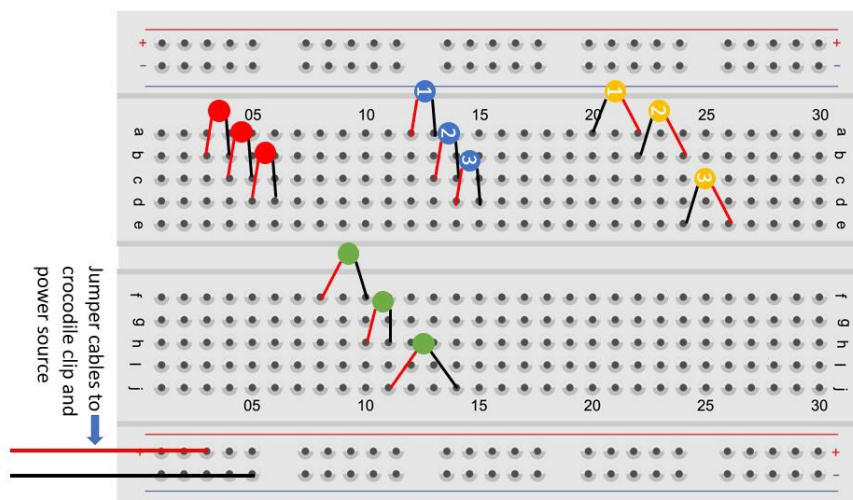 + +
- -
05 10 15 20 25 30
1
1
2
2
3
3
a a
b b
c c
d d
e e
f f
g g
h h
I I
j j
05 10 15 20 25 30
Jumper cables to
crocodile clip and
power source
+ +
-